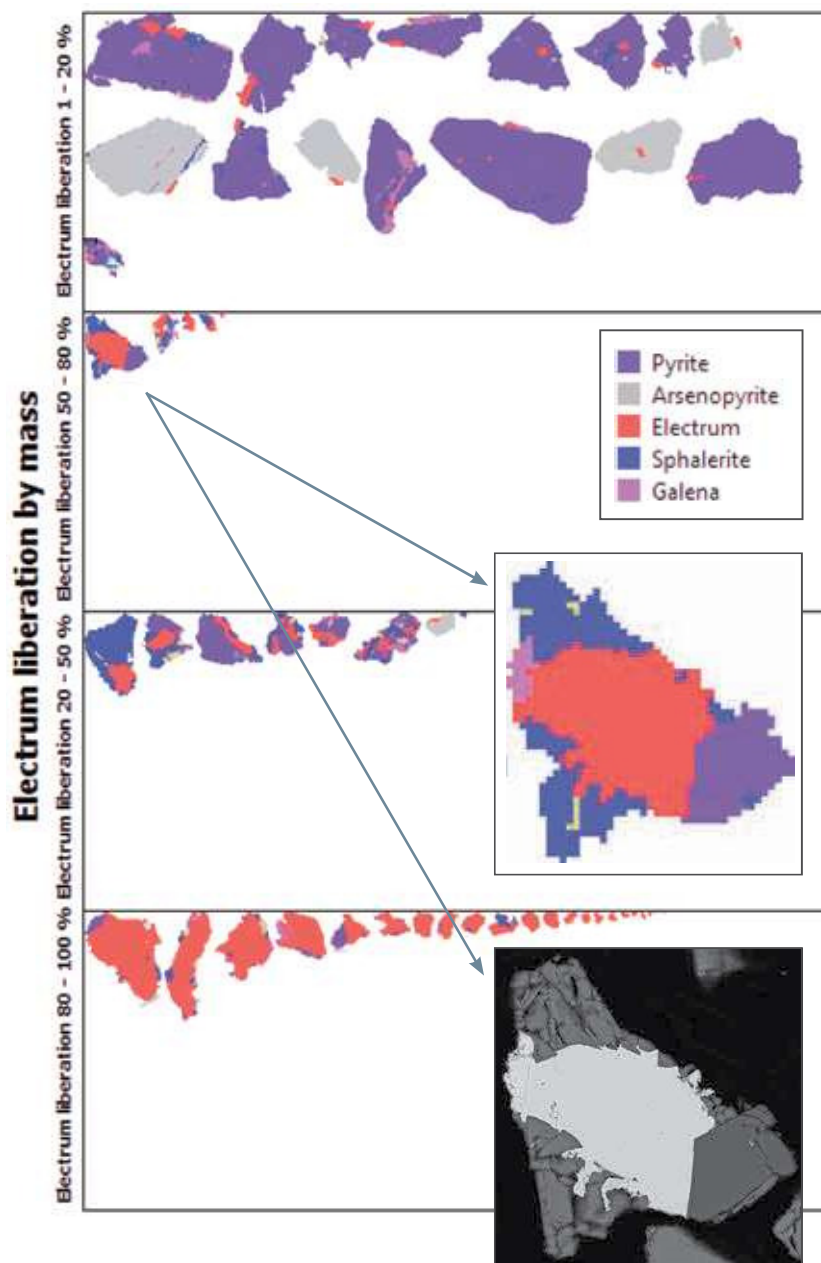 Electrum liberation by mass
Electrum liberation 1 - 20 %
Electrum liberation 50 - 80 %
Electrum liberation 20 - 50 %
Electrum liberation 80 - 100 %
Pyrite
Arsenopyrite
Electrum
Sphalerite
Galena